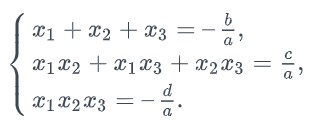 x₁ + x₂ + x₃ = −b/a,
x₁x₂ + x₁x₃ + x₂x₃ = c/a,
x₁x₂x₃ = −d/a.